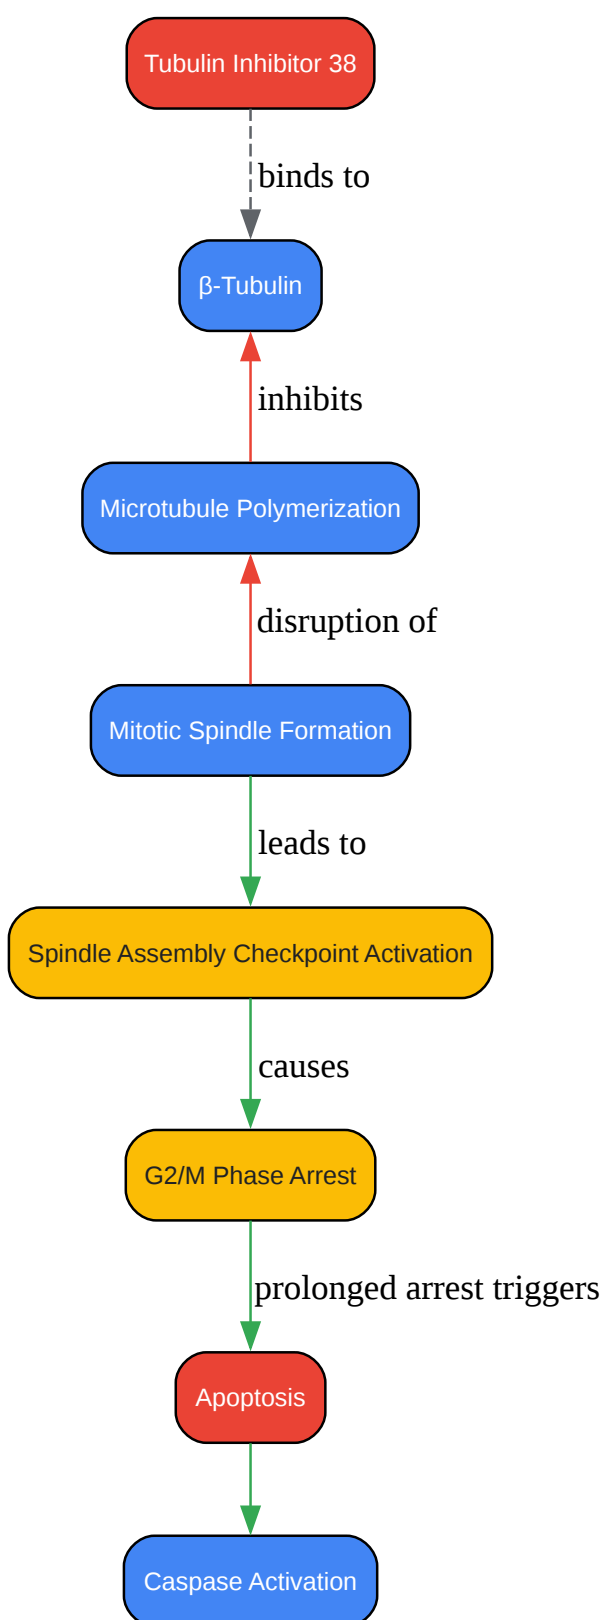 Tubulin Inhibitor 38
binds to
β-Tubulin
inhibits
Microtubule Polymerization
disruption of
Mitotic Spindle Formation
leads to
Spindle Assembly Checkpoint Activation
causes
G2/M Phase Arrest
prolonged arrest triggers
Apoptosis
Caspase Activation